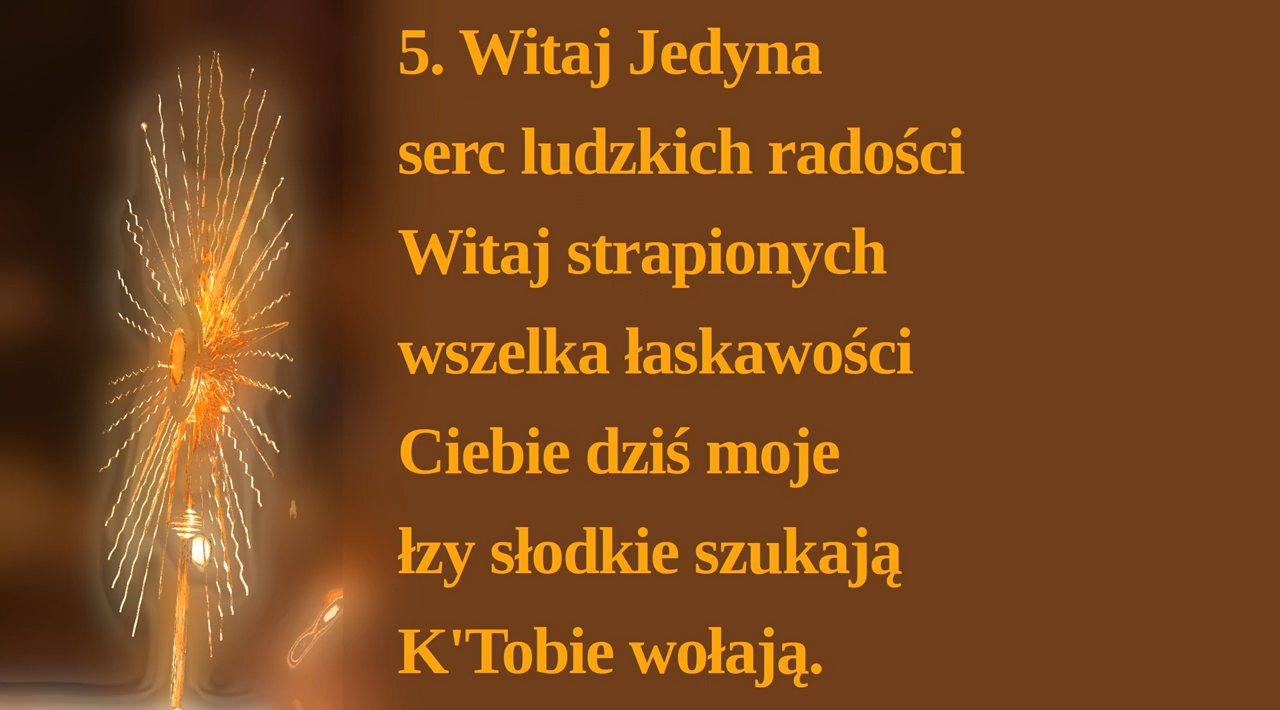 5. Witaj Jedyna
serc ludzkich radości
Witaj strapionych
wszelka łaskawości
Ciebie dziś moje
łzy słodkie szukają
K'Tobie wołają.